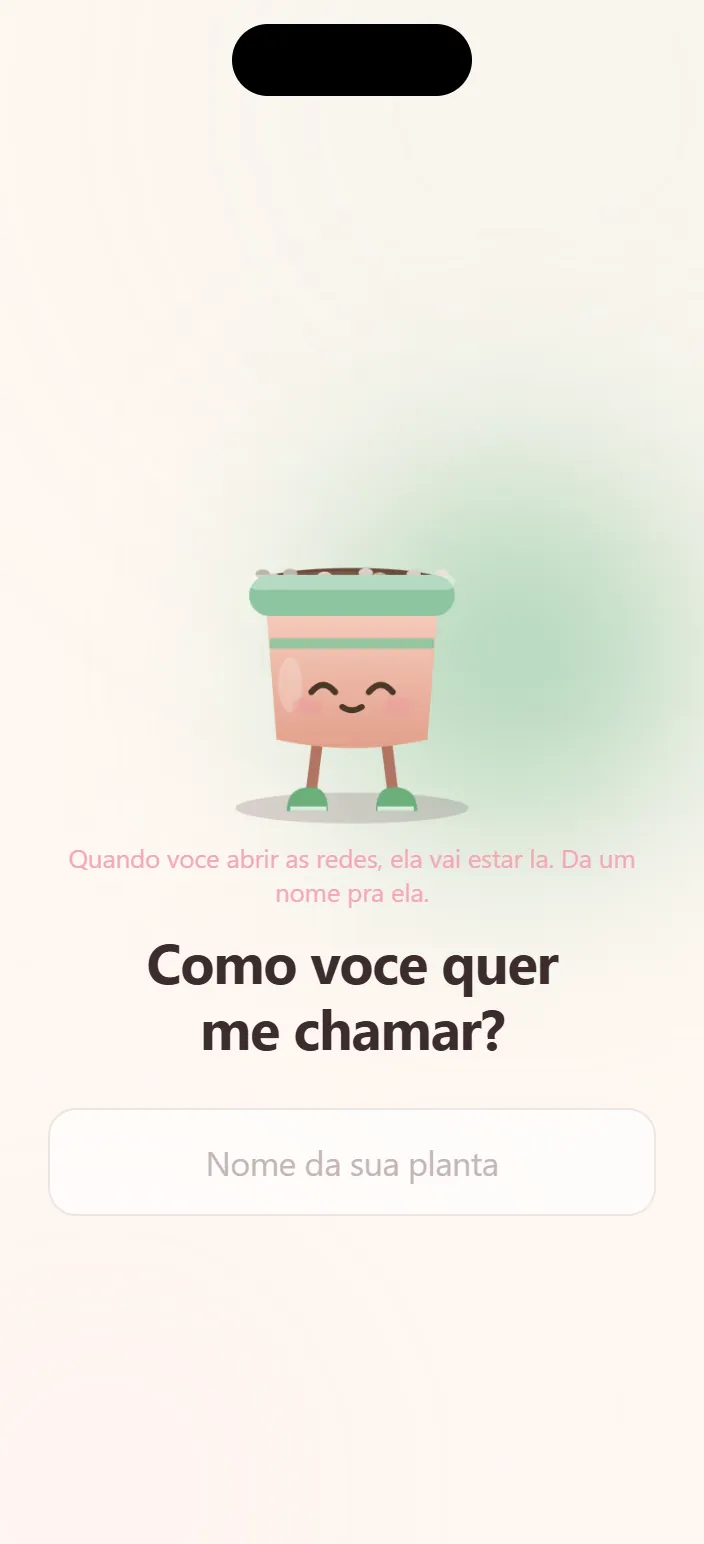 Quando voce abrir as redes, ela vai estar la. Da um
nome pra ela.
Como voce quer
me chamar?
Nome da sua planta